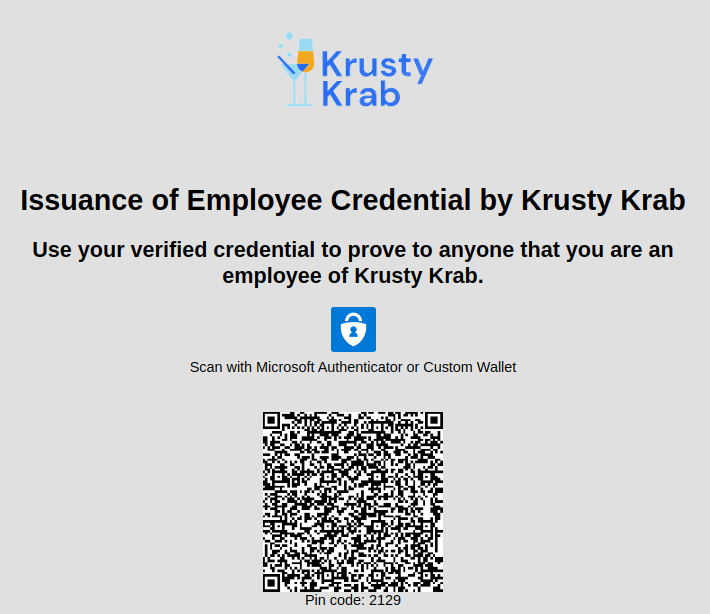 Krusty
Krab
Issuance of Employee Credential by Krusty Krab
Use your verified credential to prove to anyone that you are an
employee of Krusty Krab.
Scan with Microsoft Authenticator or Custom Wallet
Pin code: 2129